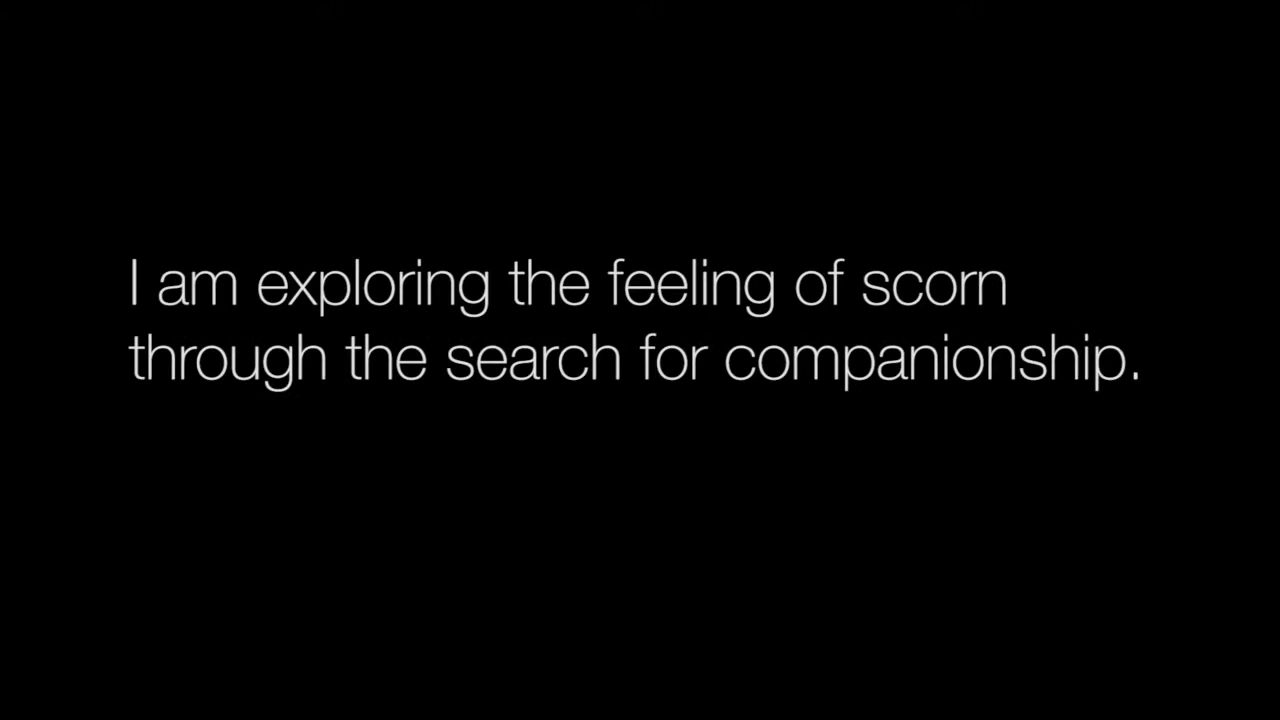 I am exploring the feeling of scorn
through the search for companionship.